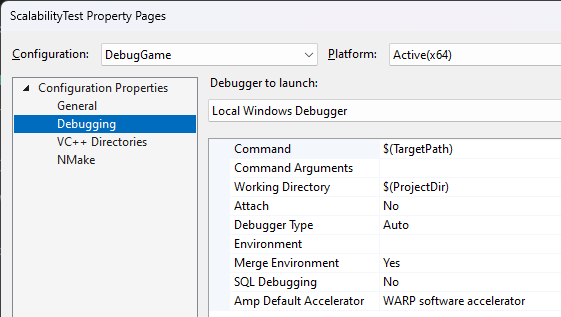 ScalabilityTest Property Pages
Configuration: DebugGame Platform: Active(x64)
Configuration Properties
General
Debugging
VC++ Directories
NMake
Debugger to launch:
Local Windows Debugger
Command $(TargetPath)
Command Arguments
Working Directory $(ProjectDir)
Attach No
Debugger Type Auto
Environment
Merge Environment Yes
SQL Debugging No
Amp Default Accelerator WARP software accelerator